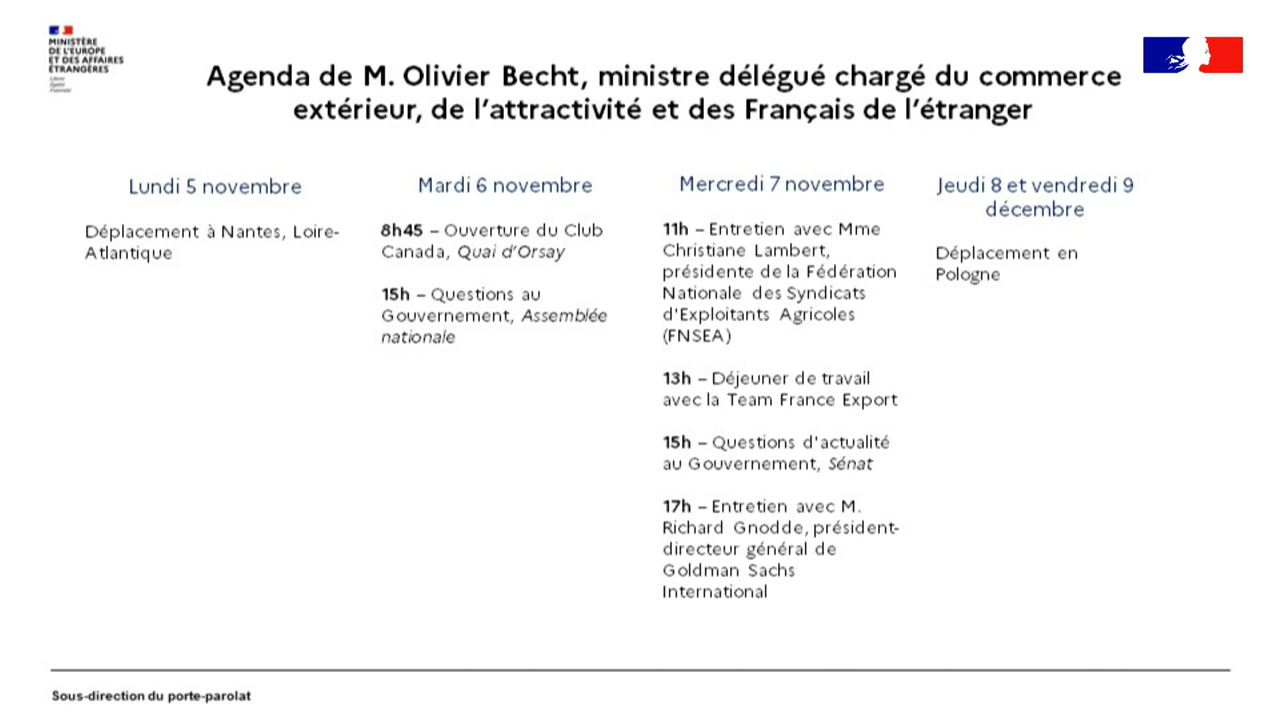 MINISTÈRE
DE L'EUROPE
ET DES AFFAIRES
ÉTRANGÈRES
Liberté
Égalité
Fraternité
Agenda de M. Olivier Becht, ministre délégué chargé du commerce
extérieur, de l’attractivité et des Français de l’étranger
Lundi 5 novembre
Déplacement à Nantes, Loire-
Atlantique
Mardi 6 novembre
8h45 – Ouverture du Club
Canada, Quai d’Orsay
15h – Questions au
Gouvernement, Assemblée
nationale
Mercredi 7 novembre
11h – Entretien avec Mme
Christiane Lambert,
présidente de la Fédération
Nationale des Syndicats
d'Exploitants Agricoles
(FNSEA)
13h – Déjeuner de travail
avec la Team France Export
15h – Questions d'actualité
au Gouvernement, Sénat
17h – Entretien avec M.
Richard Gnodde, président-
directeur général de
Goldman Sachs
International
Jeudi 8 et vendredi 9
décembre
Déplacement en
Pologne
Sous-direction du porte-parolat